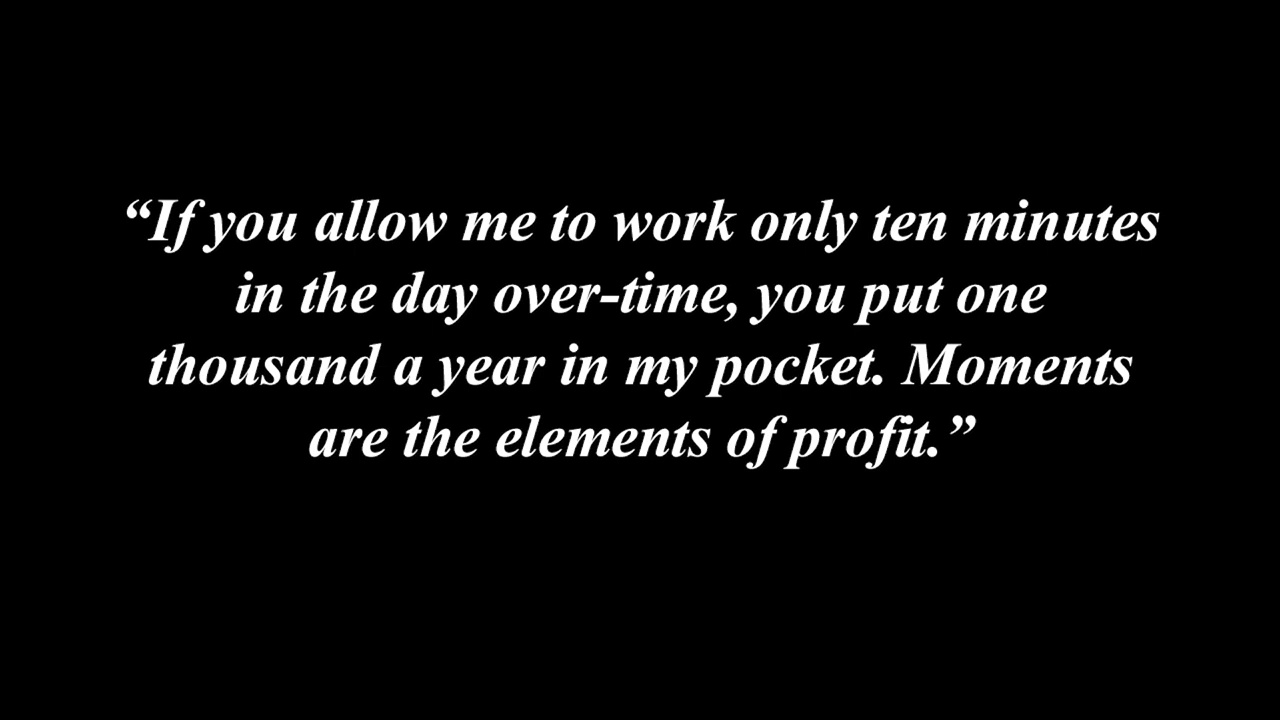 “If you allow me to work only ten minutes
in the day over-time, you put one
thousand a year in my pocket. Moments
are the elements of profit.”